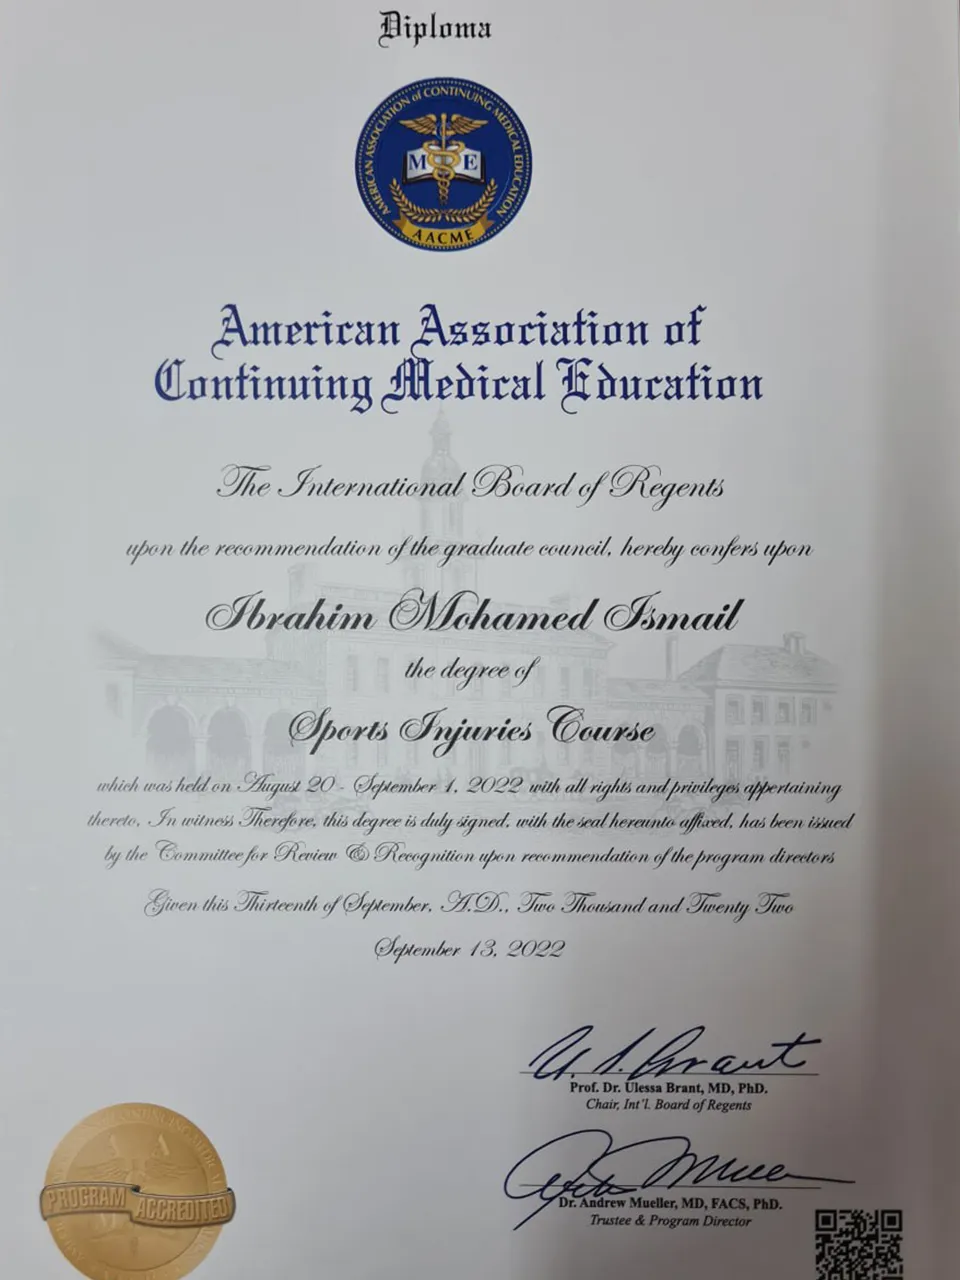 Diploma
AMERICAN ASSOCIATION of CONTINUING MEDICAL EDUCATION
M E
AACME
American Association of
Continuing Medical Education
The International Board of Regents
upon the recommendation of the graduate council, hereby confers upon
Ibrahim Mohamed Ismail
the degree of
Sports Injuries Course
which was held on August 20 - September 1, 2022 with all rights and privileges appertaining
thereto, In witness Therefore, this degree is duly signed, with the seal hereunto affixed, has been issued
by the Committee for Review & Recognition upon recommendation of the program directors
Given this Thirteenth of September, A.D., Two Thousand and Twenty Two
September 13, 2022
Prof. Dr. Ulessa Brant, MD, PhD.
Chair, Int'l. Board of Regents
Dr. Andrew Mueller, MD, FACS, PhD.
Trustee & Program Director
PROGRAM ACCREDITED